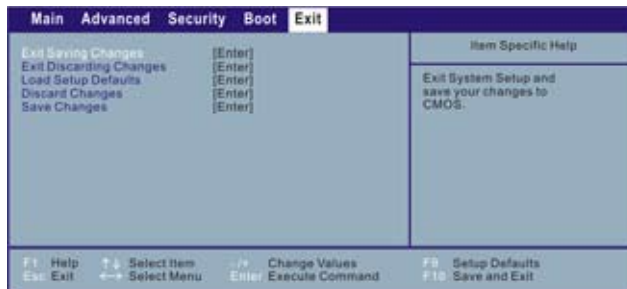 Main Advanced Security Boot Exit
Exit Saving Changes [Enter]
Exit Discarding Changes [Enter]
Load Setup Defaults [Enter]
Discard Changes [Enter]
Save Changes [Enter]
Item Specific Help
Exit System Setup and
save your changes to
CMOS.
F1 Help ↑↓ Select Item -/+ Change Values F9 Setup Defaults
Esc Exit ←→ Select Menu Enter Execute Command F10 Save and Exit